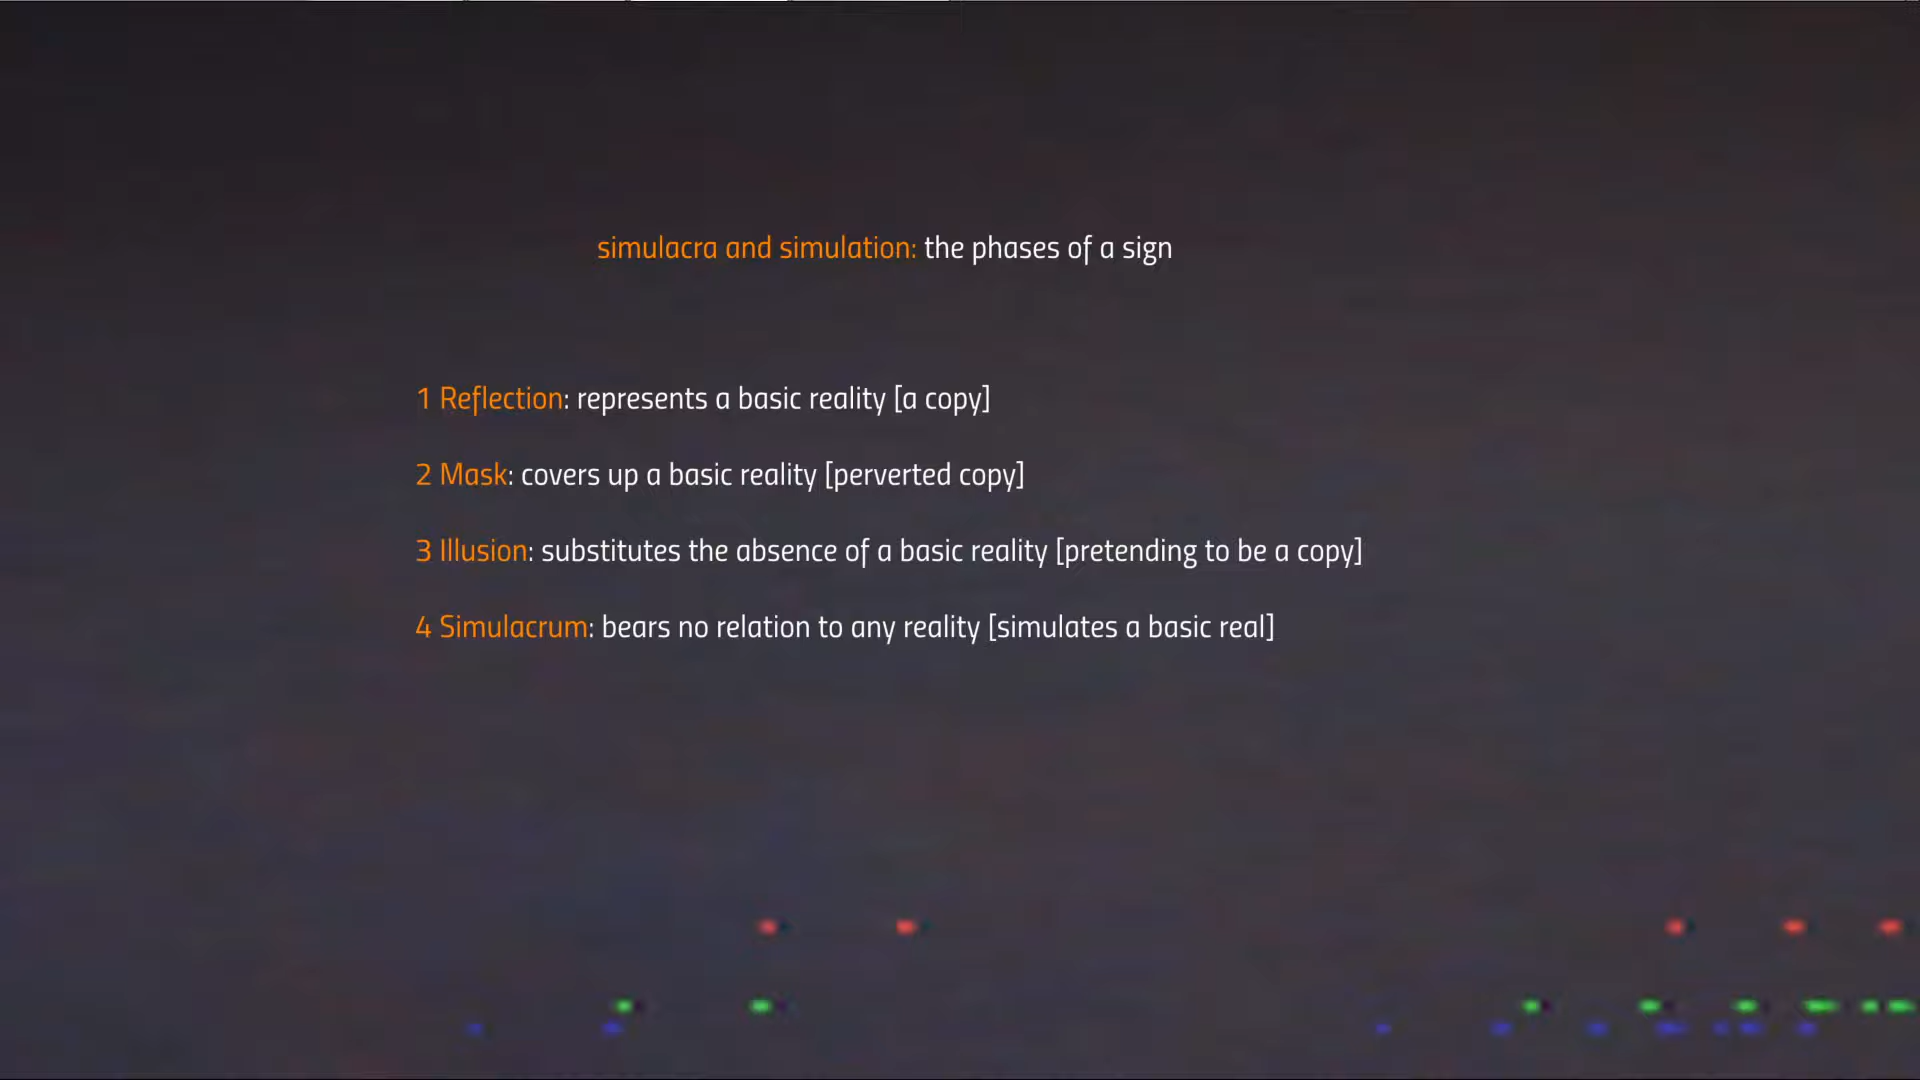 simulacra and simulation: the phases of a sign
1 Reflection: represents a basic reality [a copy]
2 Mask: covers up a basic reality [perverted copy]
3 Illusion: substitutes the absence of a basic reality [pretending to be a copy]
4 Simulacrum: bears no relation to any reality [simulates a basic real]